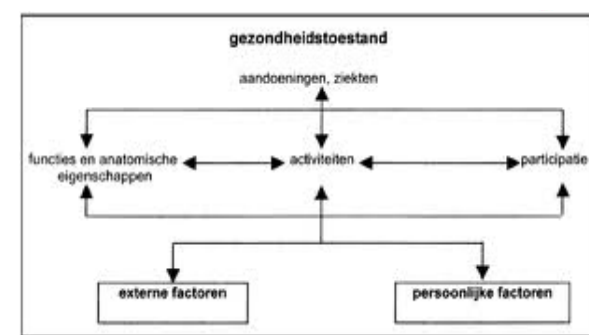 gezondheidstoestand
aandoeningen, ziekten
functies en anatomische
eigenschappen
activiteiten
participatie
externe factoren
persoonlijke factoren